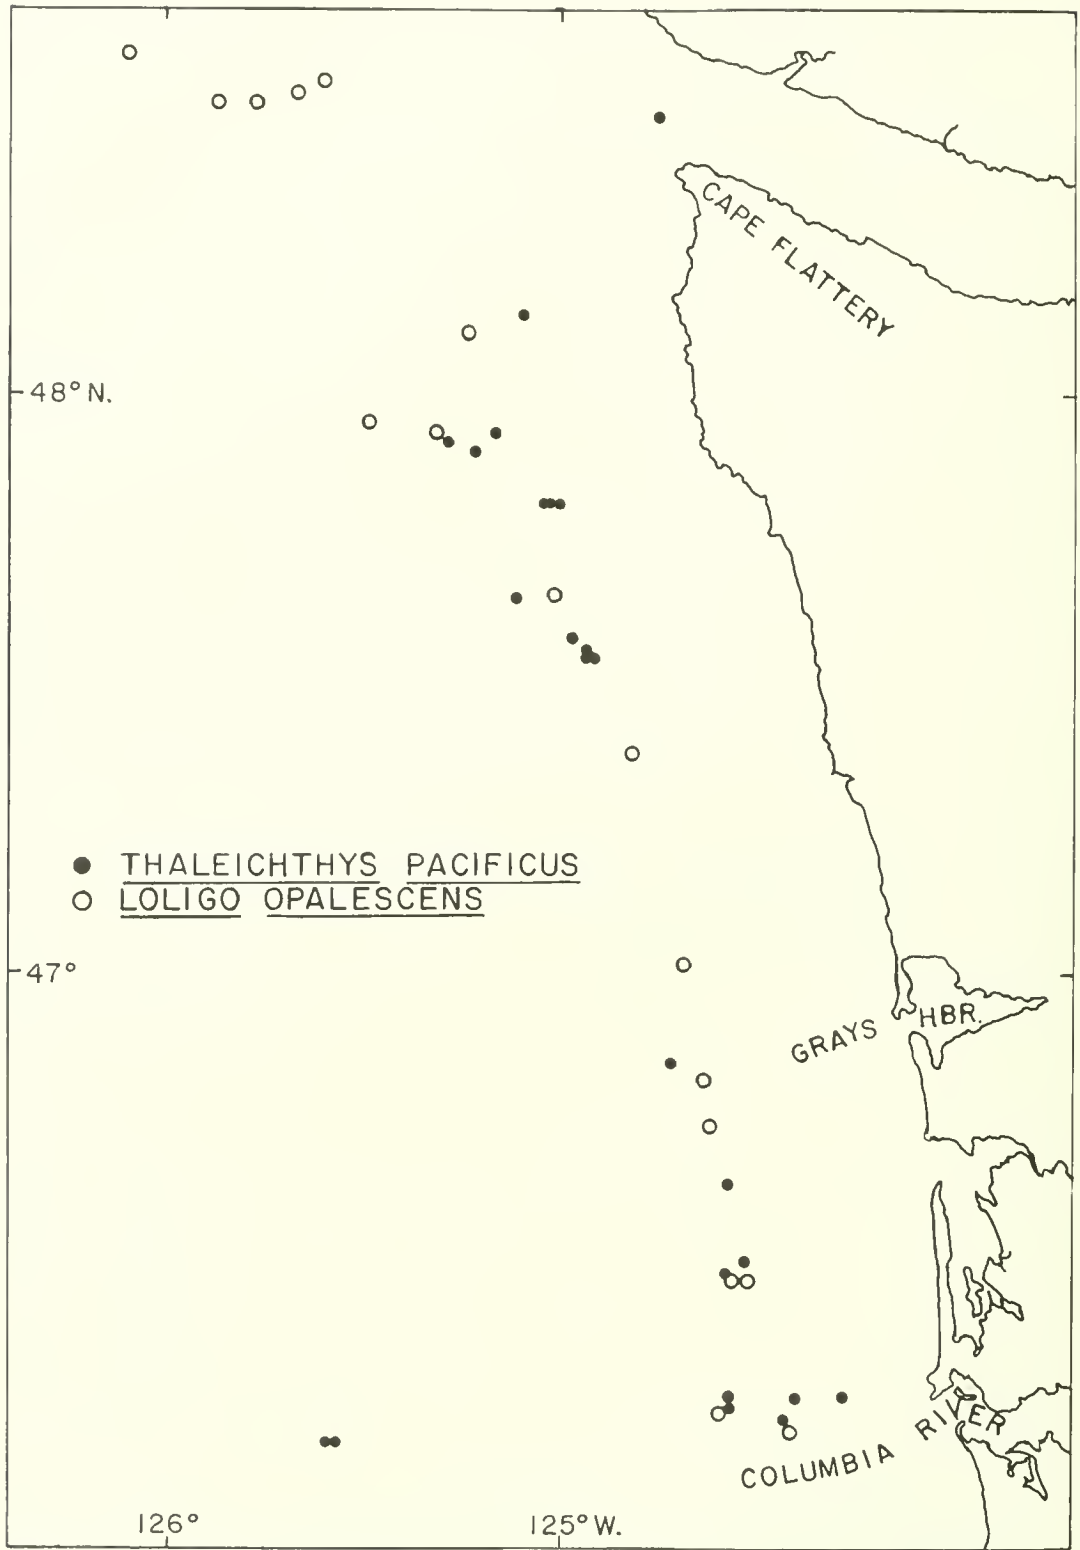 CAPE FLATTERY
48° N.
THALEICHTHYS PACIFICUS
LOLIGO OPALESCENS
47°
GRAYS HBR.
COLUMBIA RIVER
126°
125° W.